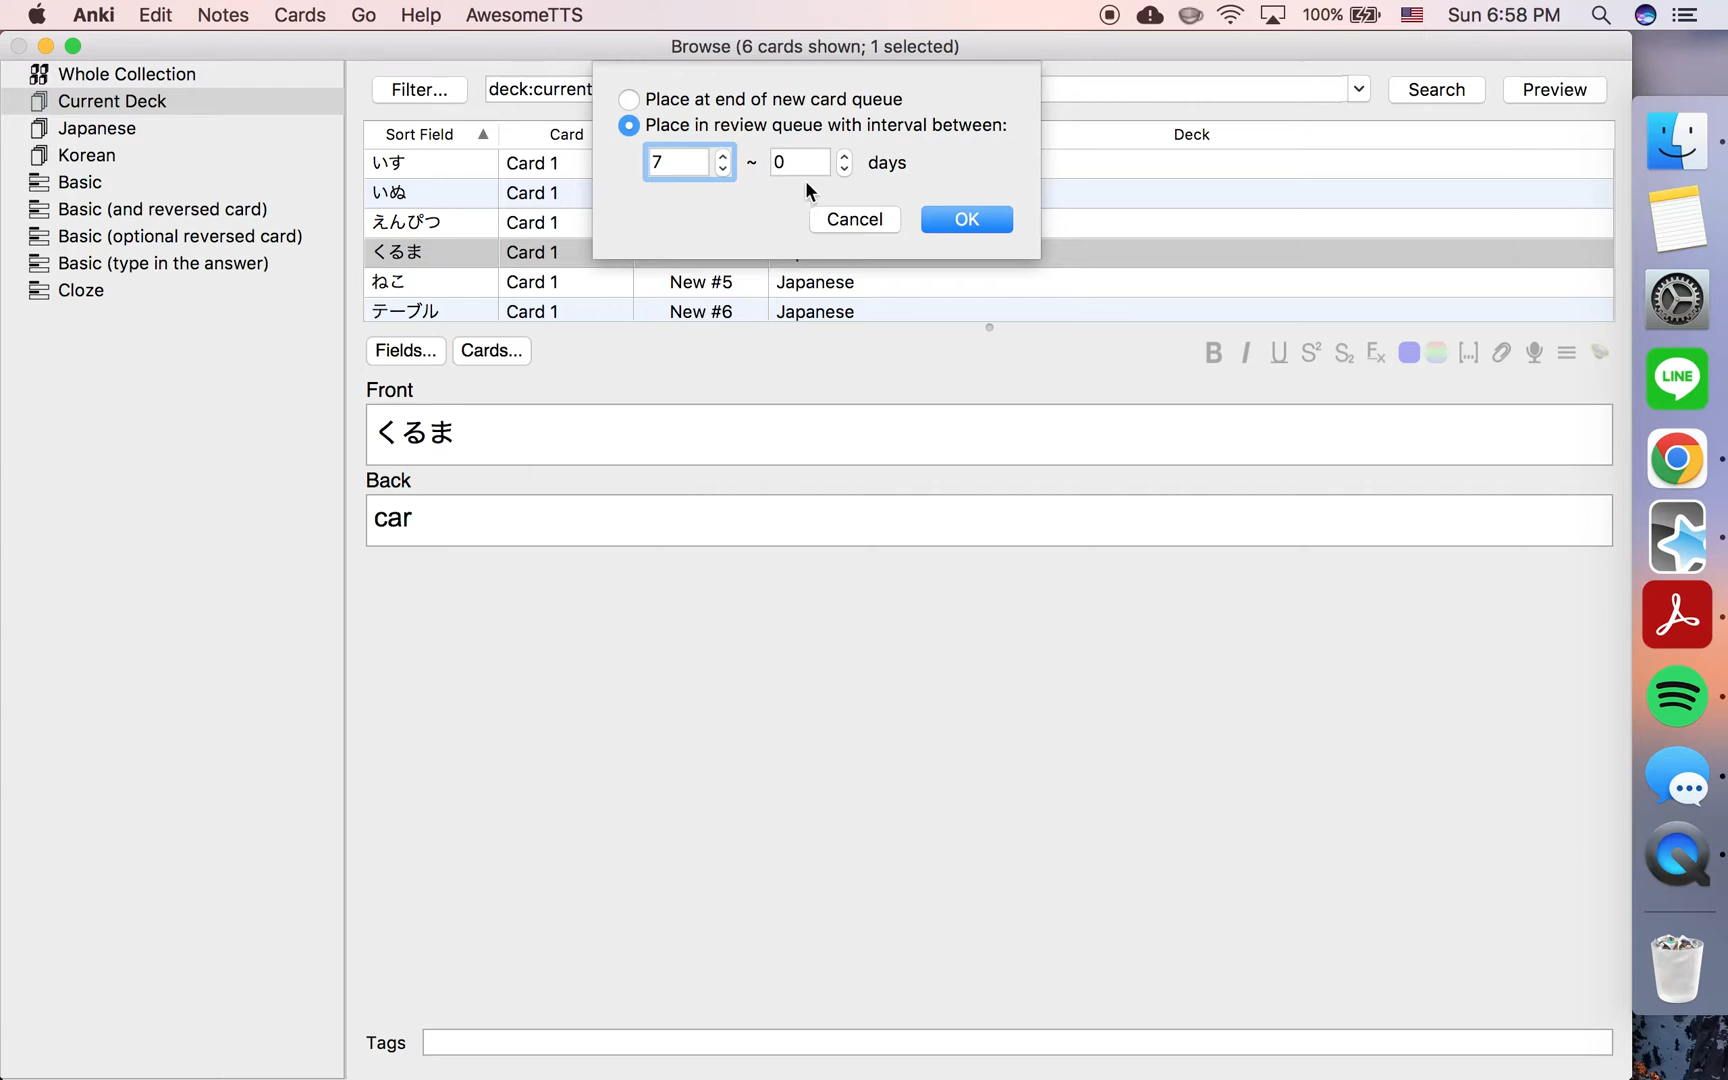 Anki Edit Notes Cards Go Help AwesomeTTS 100% Sun 6:58 PM
Browse (6 cards shown; 1 selected)
Whole Collection
Current Deck
Japanese
Korean
Basic
Basic (and reversed card)
Basic (optional reversed card)
Basic (type in the answer)
Cloze
Filter... deck:current Search Preview
Place at end of new card queue
Place in review queue with interval between:
7 ~ 0 days
Cancel OK
Sort Field Card Deck
いす Card 1
いぬ Card 1
えんぴつ Card 1
くるま Card 1
ねこ Card 1 New #5 Japanese
テーブル Card 1 New #6 Japanese
Fields... Cards... B I U S² S₂ Fx [...]
Front
くるま
Back
car
Tags
LINE